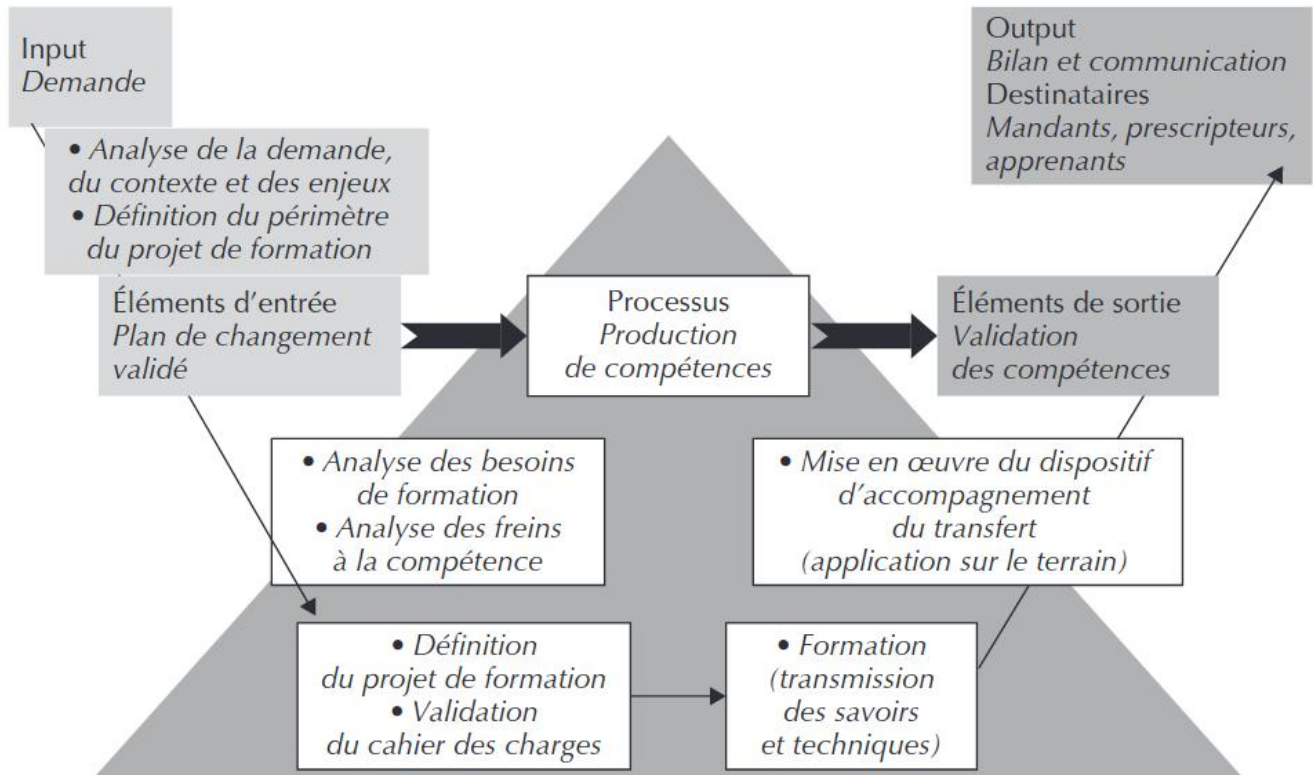 Input
Demande
• Analyse de la demande,
du contexte et des enjeux
• Définition du périmètre
du projet de formation
Éléments d'entrée
Plan de changement
validé
Processus
Production
de compétences
Éléments de sortie
Validation
des compétences
Output
Bilan et communication
Destinataires
Mandants, prescripteurs,
apprenants
• Analyse des besoins
de formation
• Analyse des freins
à la compétence
• Mise en œuvre du dispositif
d'accompagnement
du transfert
(application sur le terrain)
• Définition
du projet de formation
• Validation
du cahier des charges
• Formation
(transmission
des savoirs
et techniques)